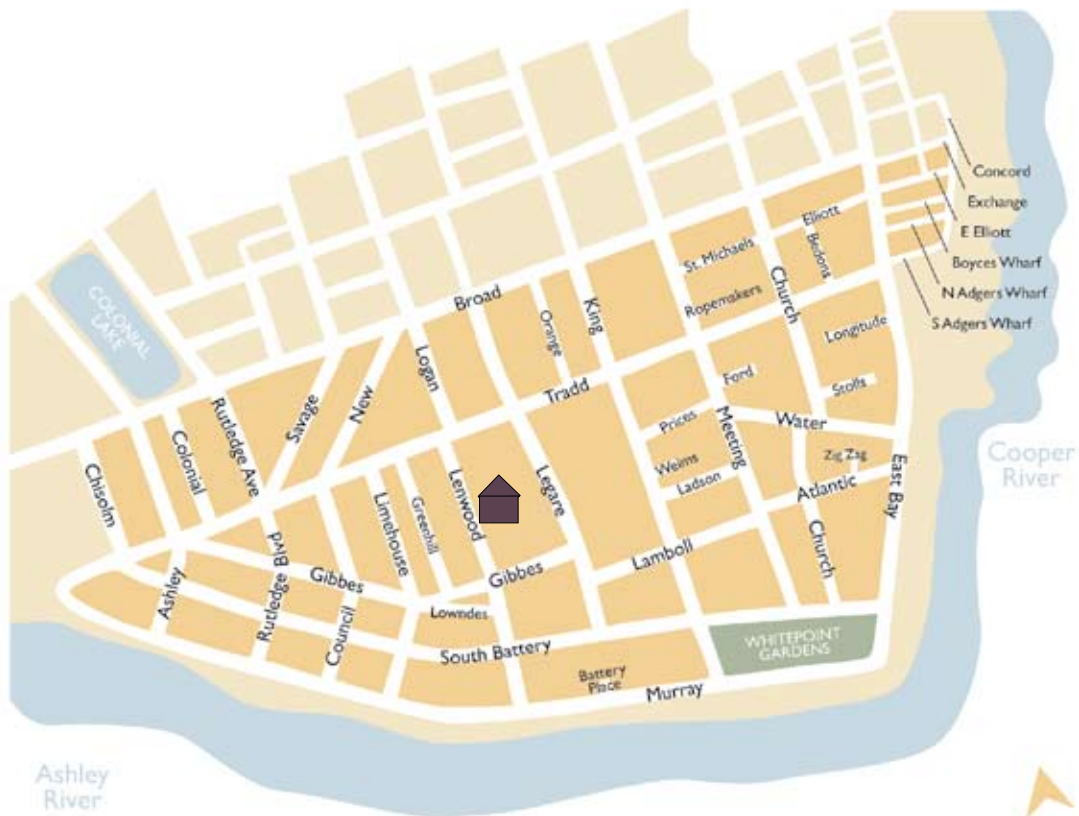 Concord
Exchange
Elliott
E Elliott
Bedons
St. Michaels
Boyces Wharf
COLONIAL
LAKE
Broad
King
Ropemakers
Church
N Adgers Wharf
S Adgers Wharf
Orange
Longitude
Logan
Tradd
Ford
Stolls
Rutledge Ave
Savage
New
Prices
Meeting
Water
Colonial
Zig Zag
Cooper
River
Chisolm
Weims
Ladson
Atlantic
East Bay
Limehouse
Greenhill
Lenwood
Legare
Rutledge Blvd
Gibbes
Gibbes
Lamboll
Church
Ashley
Rutledge Blvd
Council
Lowndes
South Battery
WHITEPOINT
GARDENS
Battery
Place
Murray
Ashley
River